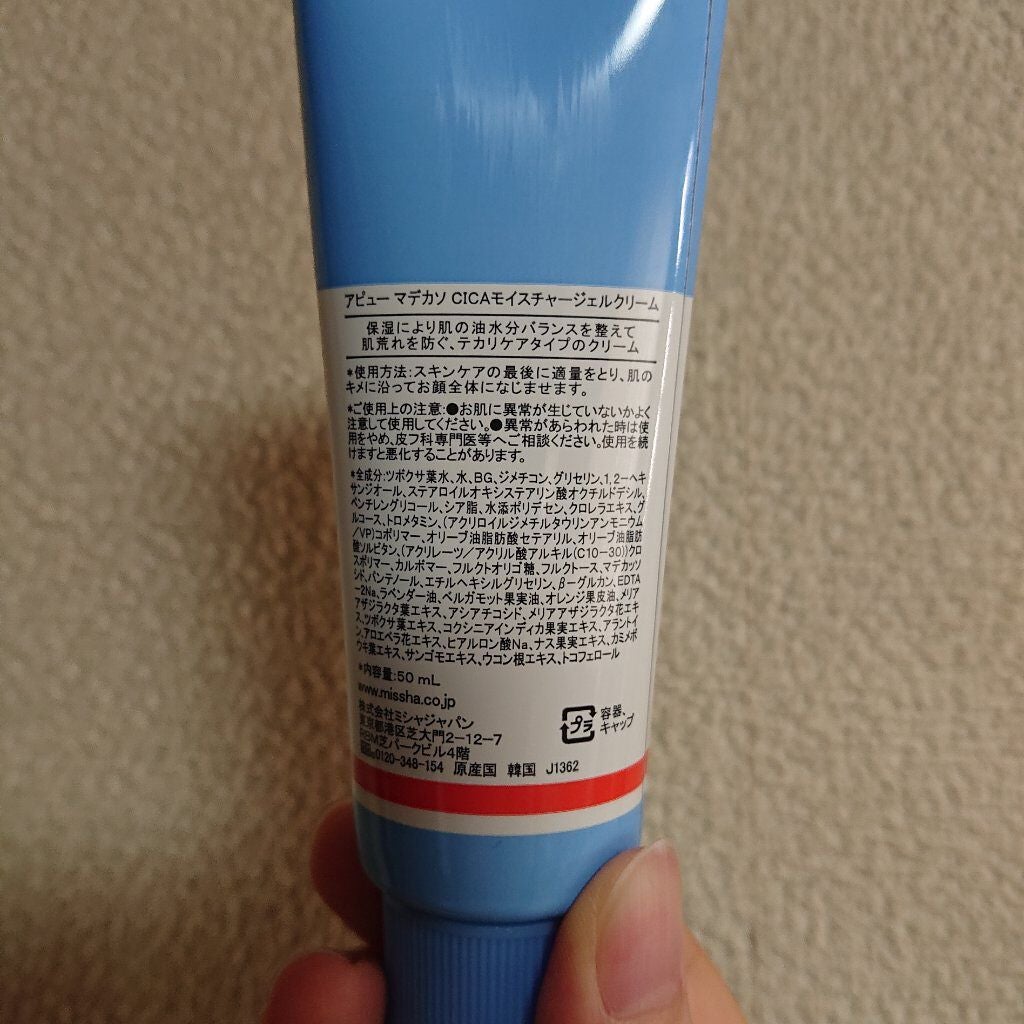 アピュー マデカソ CICAモイスチャージェルクリーム
保湿により肌の油水分バランスを整えて
肌荒れを防ぐ、テカリケアタイプのクリーム
*使用方法:スキンケアの最後に適量をとり、肌の
キメに沿ってお顔全体になじませます。
*ご使用上の注意:●お肌に異常が生じていないかよく
注意して使用してください。●異常があらわれた時は使
用をやめ、皮フ科専門医等へご相談ください。使用を続
けますと悪化することがあります。
*全成分:ツボクサ葉水、水、BG、ジメチコン、グリセリン、1,2-ヘキ
サンジオール、ステアロイルオキシステアリン酸オクチルドデシル、
ペンチレングリコール、シア脂、水添ポリデセン、クロレラエキス、グ
ルコース、トロメタミン、(アクリロイルジメチルタウリンアンモニウム
/VP)コポリマー、オリーブ油脂肪酸セテアリル、オリーブ油脂肪
酸ソルビタン、(アクリレーツ/アクリル酸アルキル(C10-30))クロ
スポリマー、カルボマー、フルクトオリゴ糖、フルクトース、マデカッソ
シド、パンテノール、エチルヘキシルグリセリン、β-グルカン、EDTA
-2Na、ラベンダー油、ベルガモット果実油、オレンジ果皮油、メリア
アザジラクタ葉エキス、アシアチコシド、メリアアザジラクタ花エキ
ス、ツボクサ葉エキス、コクシニアインディカ果実エキス、アラントイ
ン、アロエベラ花エキス、ヒアルロン酸Na、ナス果実エキス、カミメボ
ウキ葉エキス、サンゴモエキス、ウコン根エキス、トコフェロール
*内容量:50 mL
www.missha.co.jp
株式会社ミシャジャパン
東京都港区芝大門2-12-7
RBM芝パークビル4階
0120-348-154 原産国 韓国 J1362
プラ 容器、
キャップ